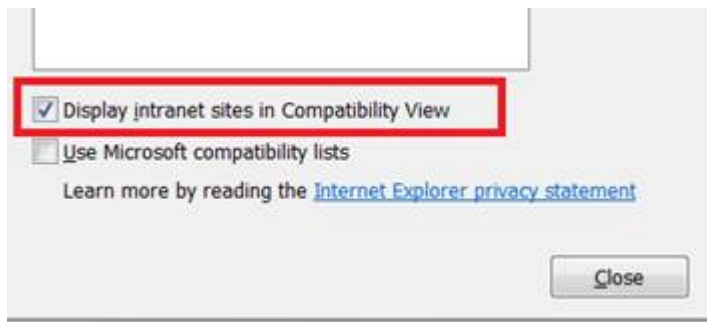 Display intranet sites in Compatibility View
Use Microsoft compatibility lists
Learn more by reading the Internet Explorer privacy statement
Close